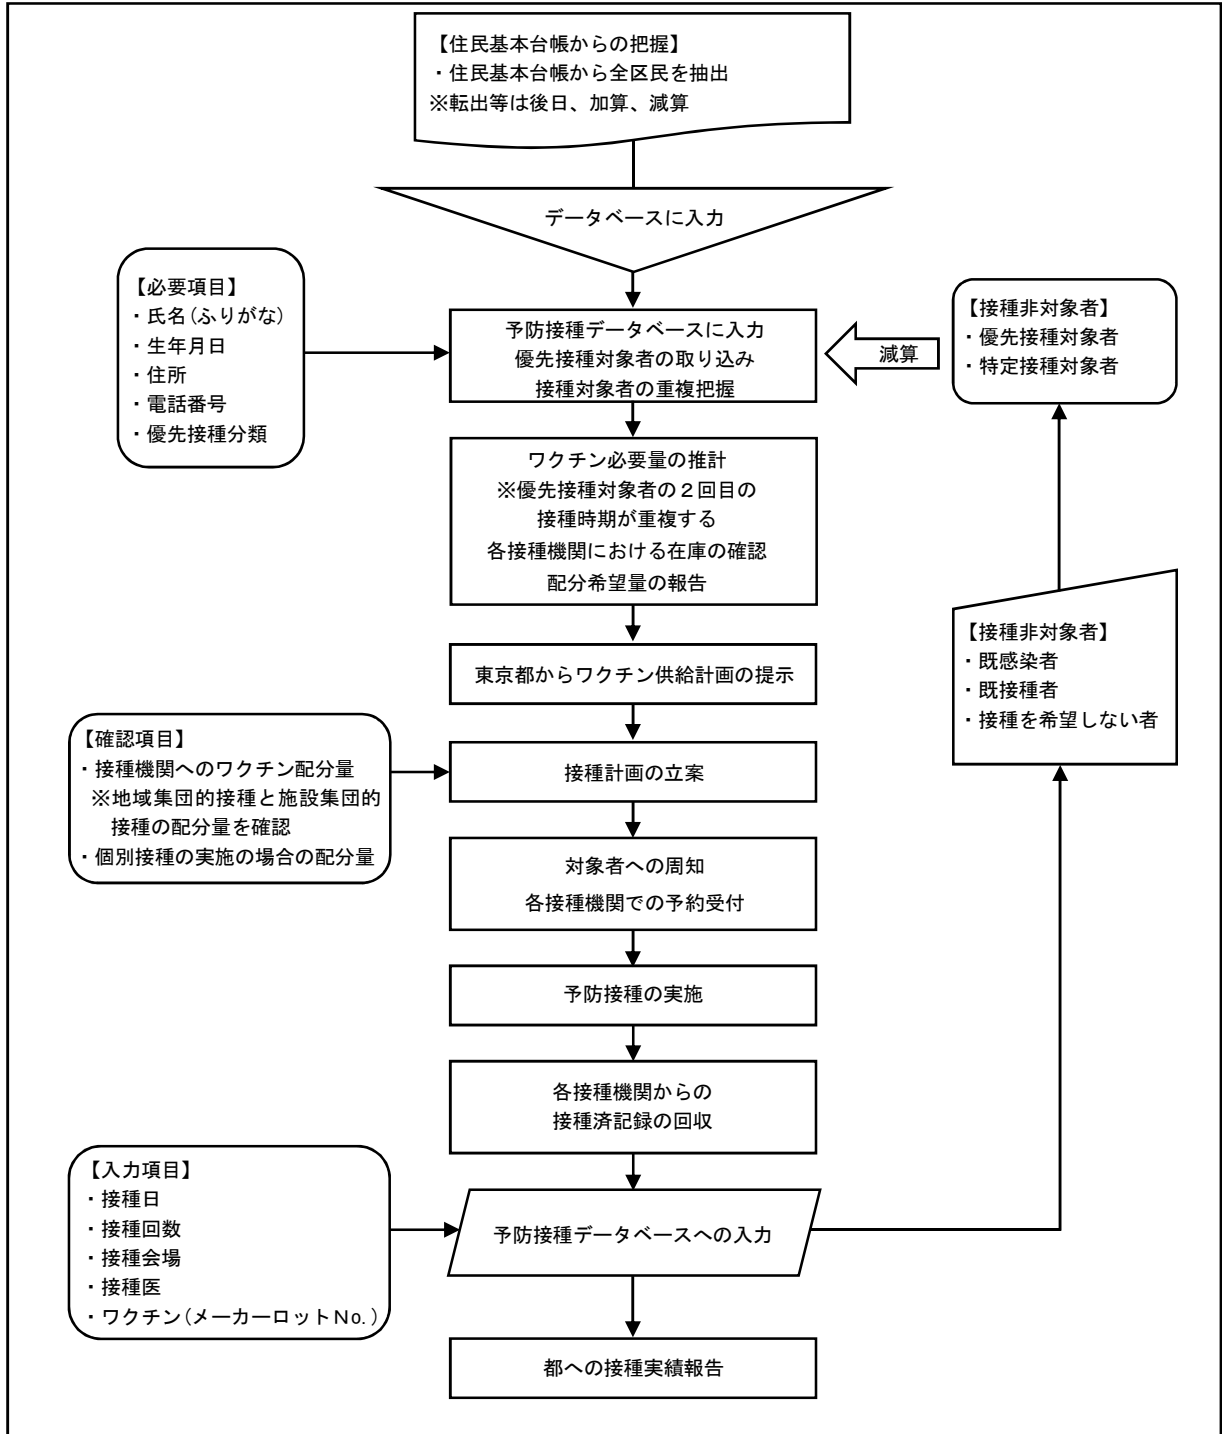 【住民基本台帳からの把握】
・住民基本台帳から全区民を抽出
※転出等は後日、加算、減算
データベースに入力
【必要項目】
・氏名(ふりがな)
・生年月日
・住所
・電話番号
・優先接種分類
予防接種データベースに入力
優先接種対象者の取り込み
接種対象者の重複把握
減算
【接種非対象者】
・優先接種対象者
・特定接種対象者
ワクチン必要量の推計
※優先接種対象者の2回目の
接種時期が重複する
各接種機関における在庫の確認
配分希望量の報告
【接種非対象者】
・既感染者
・既接種者
・接種を希望しない者
東京都からワクチン供給計画の提示
【確認項目】
・接種機関へのワクチン配分量
※地域集団的接種と施設集団的
接種の配分量を確認
・個別接種の実施の場合の配分量
接種計画の立案
対象者への周知
各接種機関での予約受付
予防接種の実施
各接種機関からの
接種済記録の回収
【入力項目】
・接種日
・接種回数
・接種会場
・接種医
・ワクチン(メーカーロットNo.)
予防接種データベースへの入力
都への接種実績報告